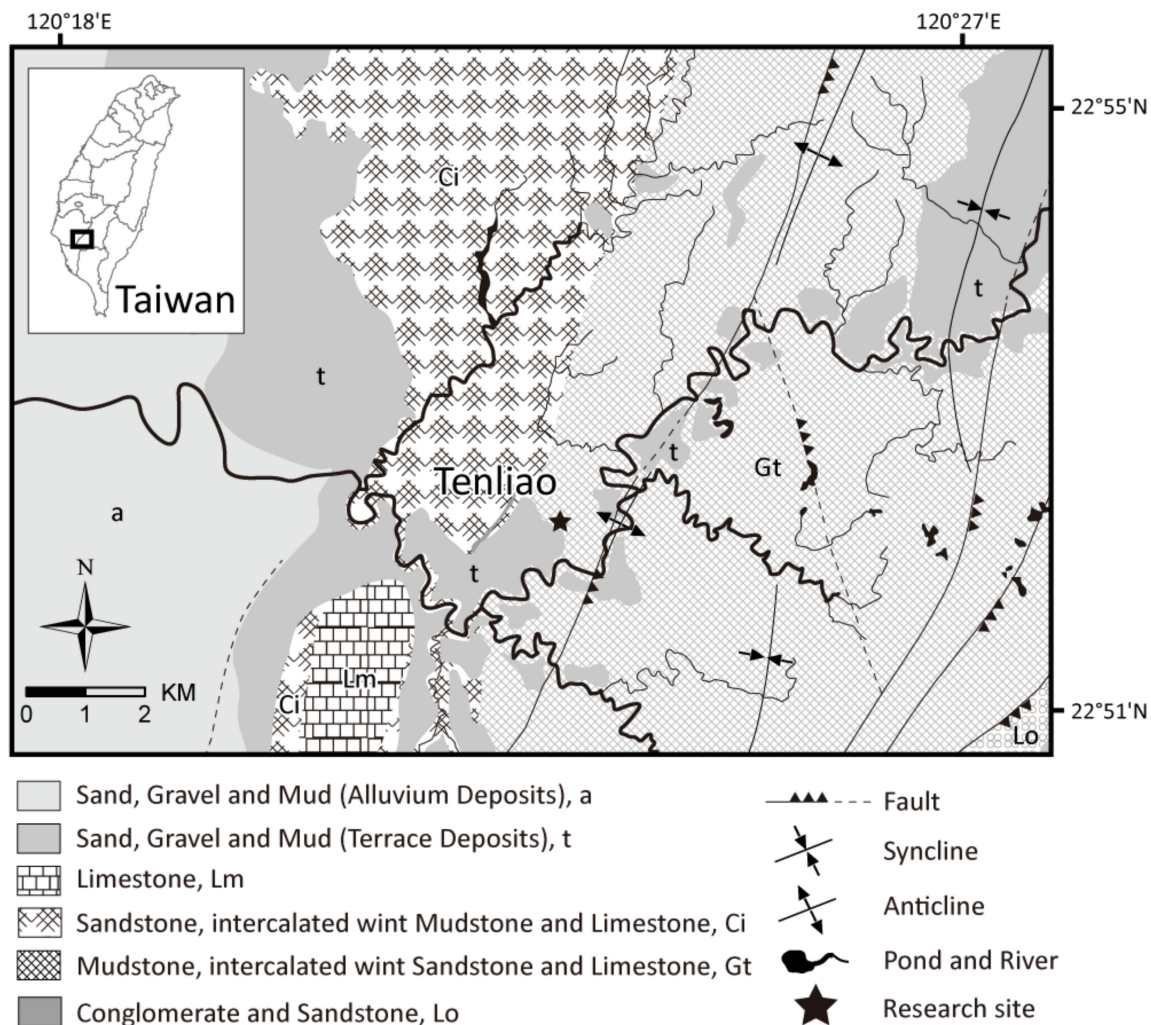 120°18'E
120°27'E
22°55'N
Ci
Taiwan
t
t
t
Gt
Tenliao
a
t
N
Lm
Ci
KM
0 1 2
22°51'N
Lo
Sand, Gravel and Mud (Alluvium Deposits), a
Sand, Gravel and Mud (Terrace Deposits), t
Limestone, Lm
Sandstone, intercalated wint Mudstone and Limestone, Ci
Mudstone, intercalated wint Sandstone and Limestone, Gt
Conglomerate and Sandstone, Lo
Fault
Syncline
Anticline
Pond and River
Research site